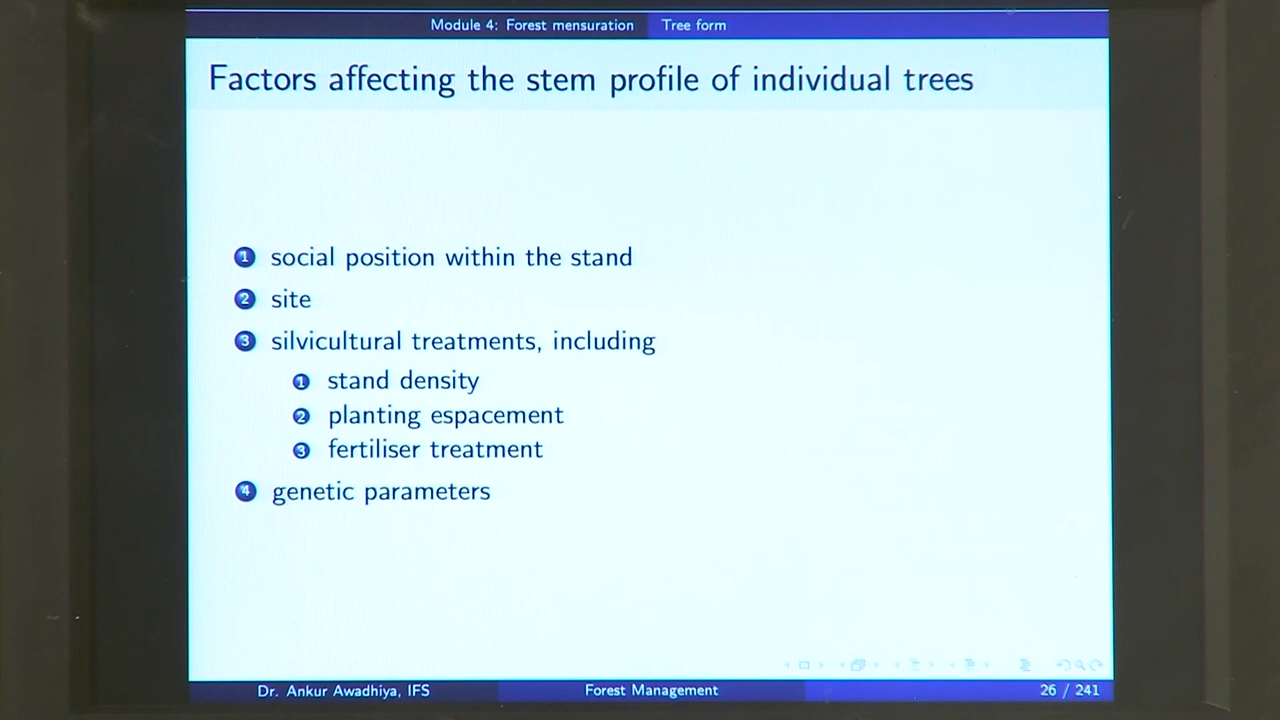 Module 4: Forest mensuration Tree form
Factors affecting the stem profile of individual trees
1 social position within the stand
2 site
3 silvicultural treatments, including
1 stand density
2 planting espacement
3 fertiliser treatment
4 genetic parameters
Dr. Ankur Awadhiya, IFS Forest Management 26 / 241